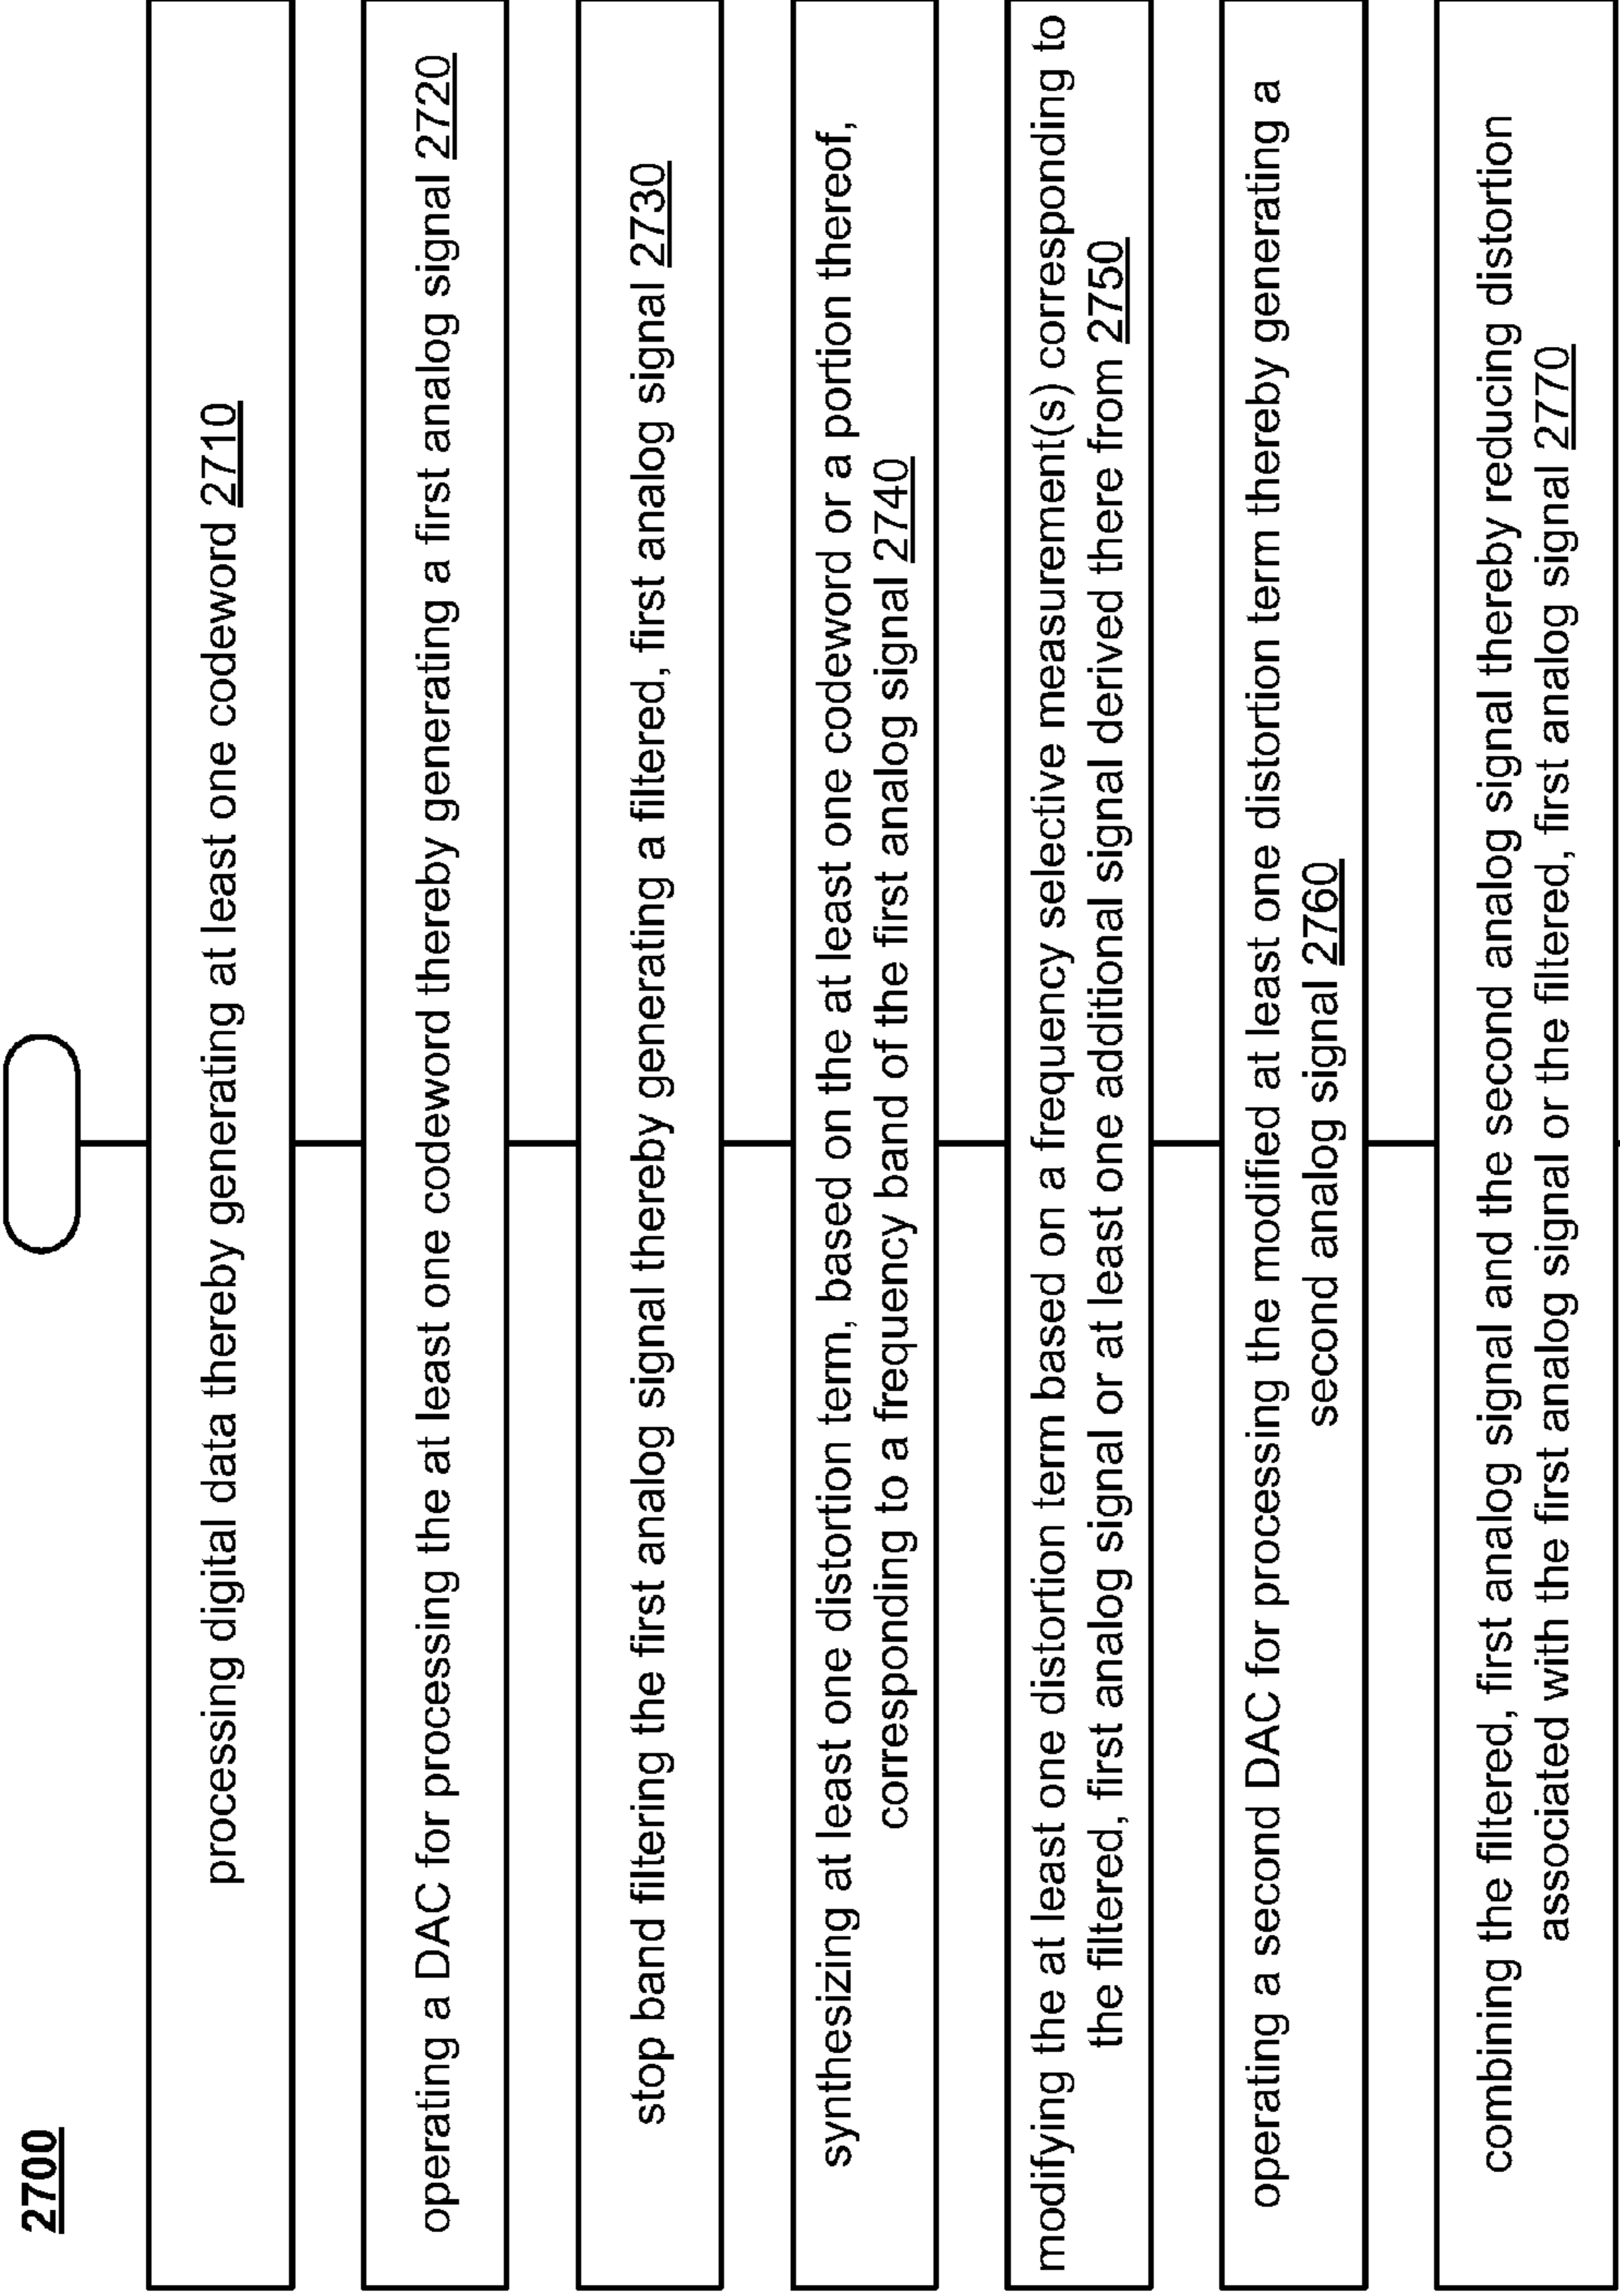 2700
processing digital data thereby generating at least one codeword 2710
operating a DAC for processing the at least one codeword thereby generating a first analog signal 2720
stop band filtering the first analog signal thereby generating a filtered, first analog signal 2730
synthesizing at least one distortion term, based on the at least one codeword or a portion thereof,
corresponding to a frequency band of the first analog signal 2740
modifying the at least one distortion term based on a frequency selective measurement(s) corresponding to
the filtered, first analog signal or at least one additional signal derived there from 2750
operating a second DAC for processing the modified at least one distortion term thereby generating a
second analog signal 2760
combining the filtered, first analog signal and the second analog signal thereby reducing distortion
associated with the first analog signal or the filtered, first analog signal 2770